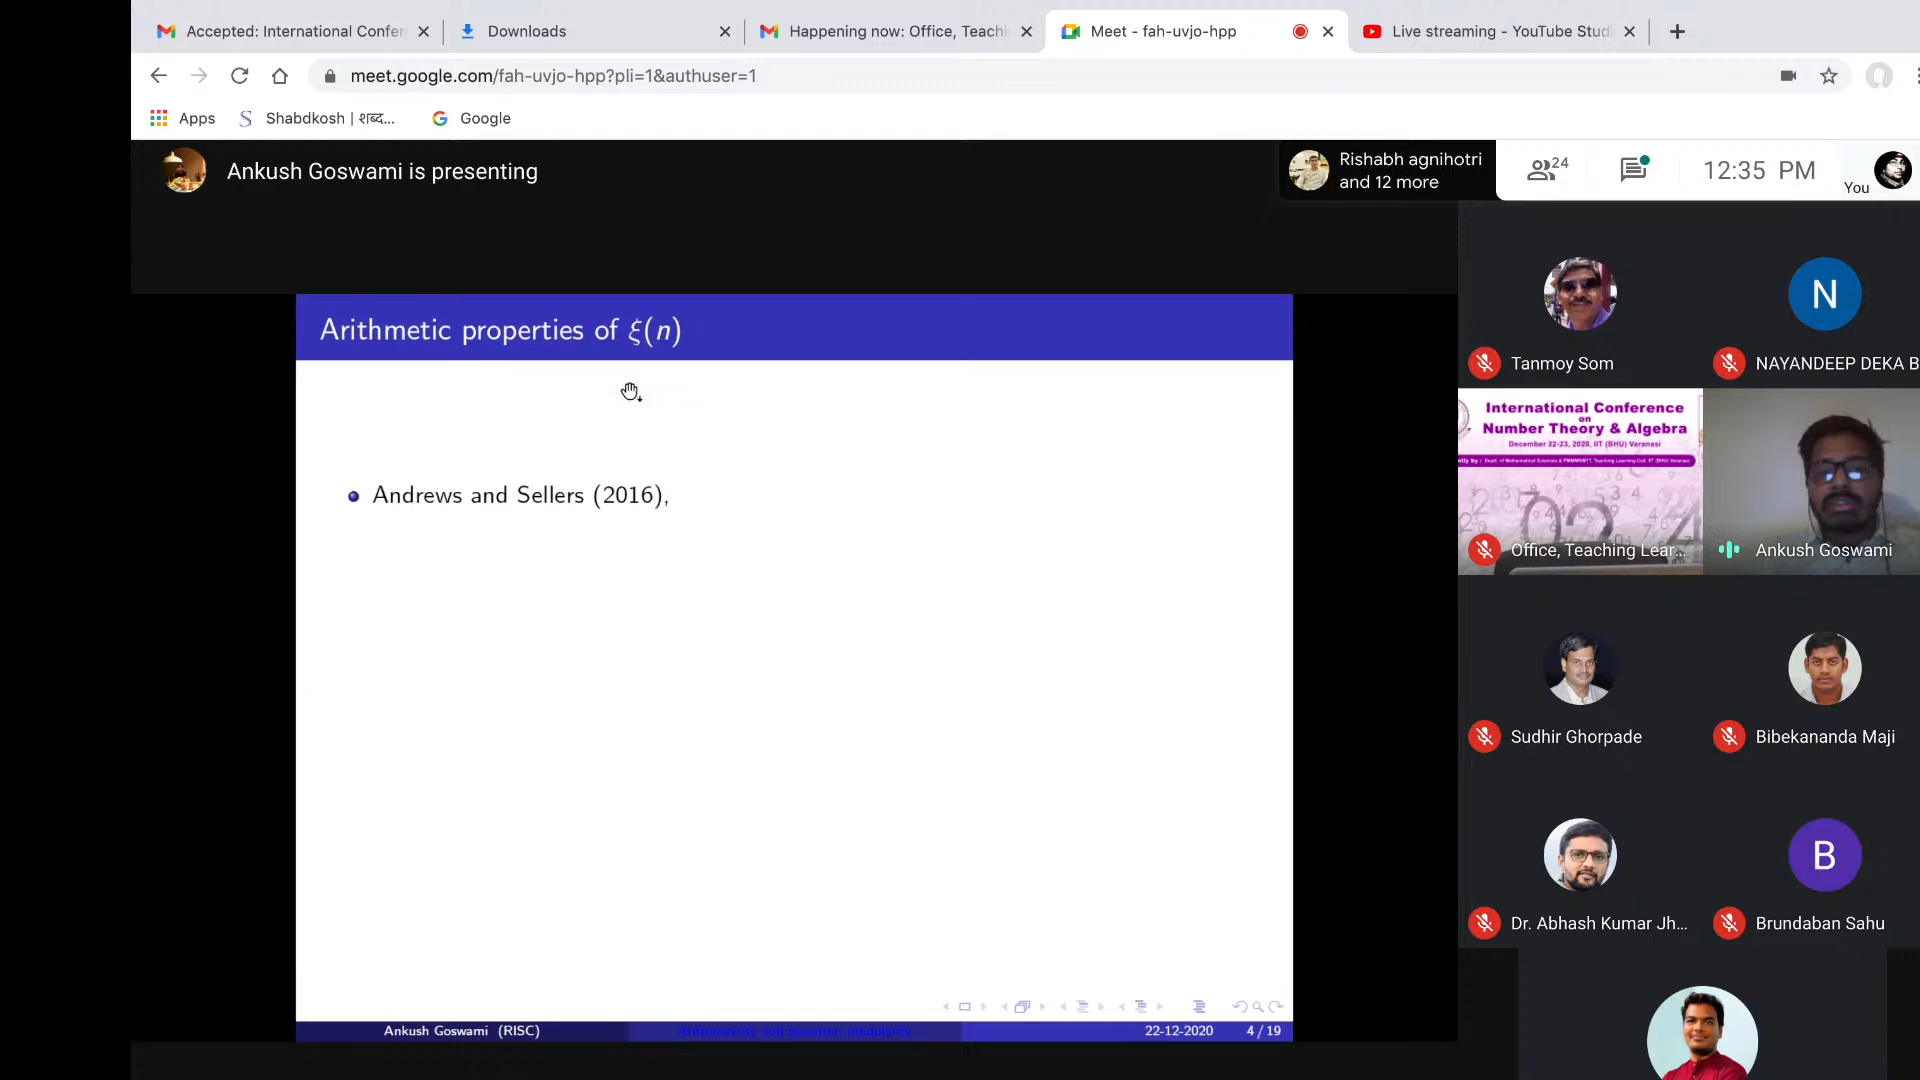 Accepted: International Confer
Downloads
Happening now: Office, Teachi
Meet - fah-uvjo-hpp
Live streaming - YouTube Stud
meet.google.com/fah-uvjo-hpp?pli=1&authuser=1
Apps
Shabdkosh | शब्द...
Google
Ankush Goswami is presenting
Rishabh agnihotri
and 12 more
24
12:35 PM
You
Arithmetic properties of ξ(n)
Andrews and Sellers (2016),
Ankush Goswami (RISC)
22-12-2020
4 / 19
N
Tanmoy Som
NAYANDEEP DEKA B
International Conference
on
Number Theory & Algebra
December 22-23, 2020, IIT (BHU) Varanasi
Office, Teaching Lear...
Ankush Goswami
Sudhir Ghorpade
Bibekananda Maji
B
Dr. Abhash Kumar Jh...
Brundaban Sahu